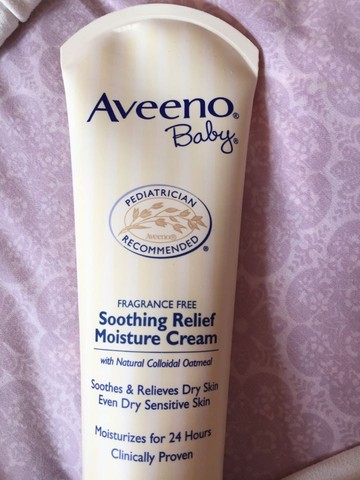 Aveeno®
Baby®
PEDIATRICIAN
AVEENO®
RECOMMENDED®
FRAGRANCE FREE
Soothing Relief
Moisture Cream
with Natural Colloidal Oatmeal
Soothes & Relieves Dry Skin
Even Dry Sensitive Skin
Moisturizes for 24 Hours
Clinically Proven